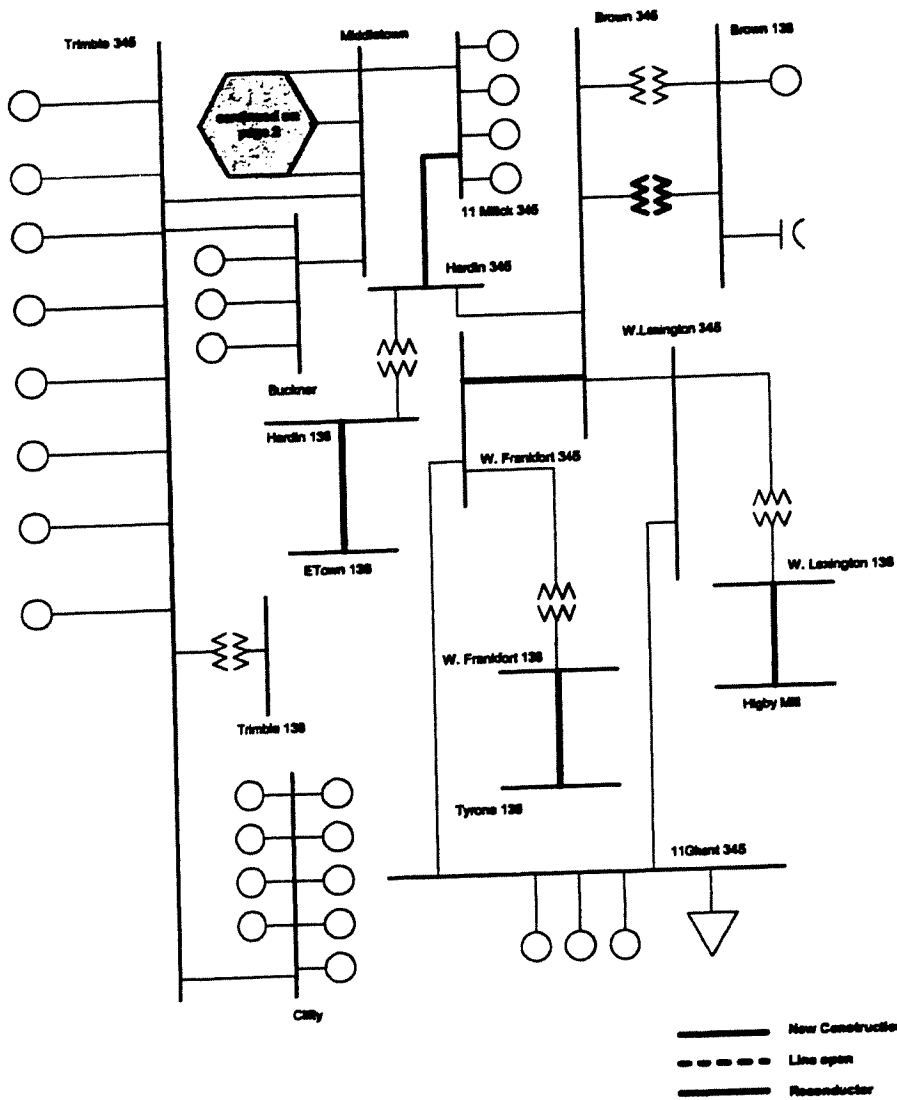 Trimble 345
Middletown
Brown 345
Brown 138
continued on
page 2
11 Millck 345
Hardin 345
W.Lexington 345
Buckner
Hardin 138
W. Frankfort 345
ETown 138
W. Lexington 138
W. Frankfort 138
Higby Mill
Trimble 138
Tyrone 138
11Ghent 345
Clifty
New Construction
Line open
Reconductor